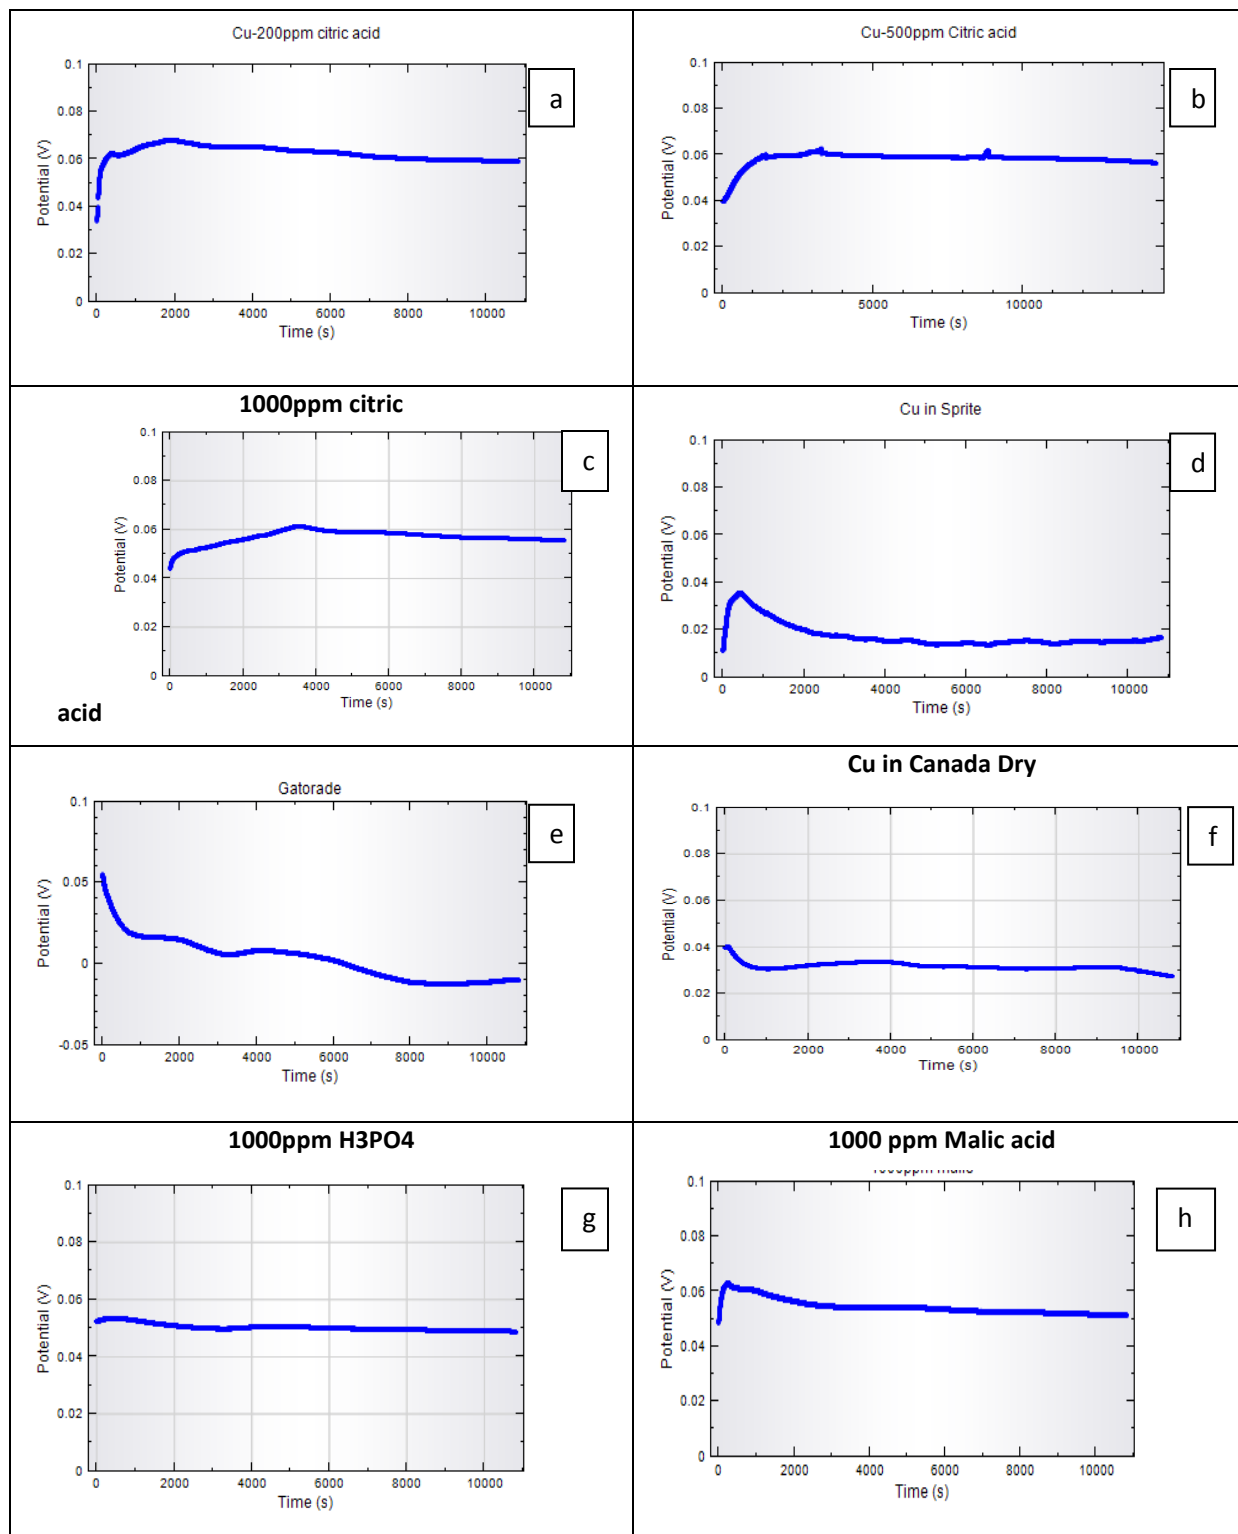 Cu-200ppm citric acid
a
0.1
0.08
0.06
0.04
0.02
0
Potential (V)
0 2000 4000 6000 8000 10000
Time (s)
Cu-500ppm Citric acid
b
0.1
0.08
0.06
0.04
0.02
0
Potential (V)
0 5000 10000
Time (s)
1000ppm citric
c
0.1
0.08
0.06
0.04
0.02
0
Potential (V)
0 2000 4000 6000 8000 10000
Time (s)
acid
Cu in Sprite
d
0.1
0.08
0.06
0.04
0.02
0
Potential (V)
0 2000 4000 6000 8000 10000
Time (s)
Gatorade
e
0.1
0.05
0
-0.05
Potential (V)
0 2000 4000 6000 8000 10000
Time (s)
Cu in Canada Dry
f
0.1
0.08
0.06
0.04
0.02
0
Potential (V)
0 2000 4000 6000 8000 10000
Time (s)
1000ppm H3PO4
g
0.1
0.08
0.06
0.04
0.02
0
Potential (V)
0 2000 4000 6000 8000 10000
Time (s)
1000 ppm Malic acid
1000ppm malic
h
0.1
0.08
0.06
0.04
0.02
0
Potential (V)
0 2000 4000 6000 8000 10000
Time (s)